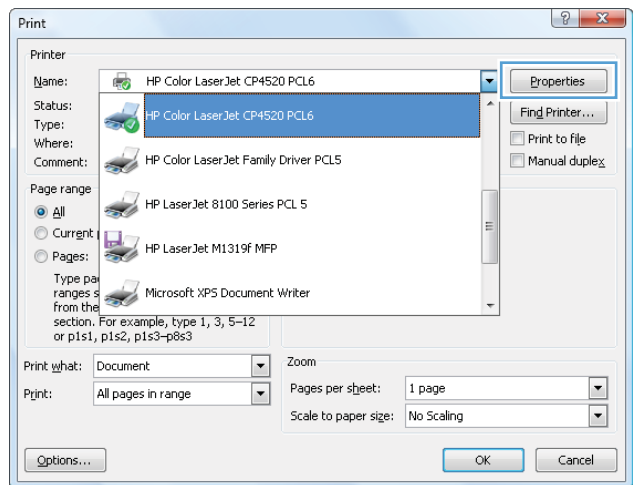 Print
Printer
Name: HP Color LaserJet CP4520 PCL6 Properties
Status: HP Color LaserJet CP4520 PCL6 Find Printer...
Type:
Where: Print to file
Comment: HP Color LaserJet Family Driver PCL5 Manual duplex
Page range
All HP LaserJet 8100 Series PCL 5
Current
Pages: HP LaserJet M1319f MFP
Type
ranges Microsoft XPS Document Writer
from the
section. For example, type 1, 3, 5–12
or p1s1, p1s2, p1s3–p8s3
Print what: Document Zoom
Print: All pages in range Pages per sheet: 1 page
Scale to paper size: No Scaling
Options... OK Cancel